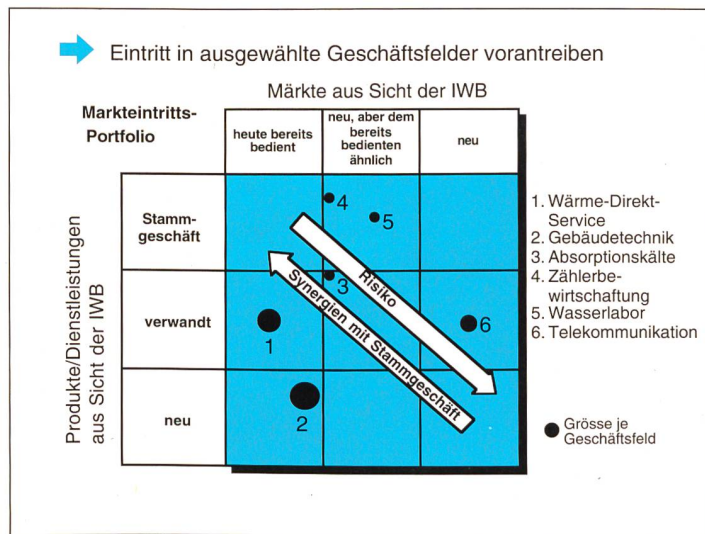 Eintritt in ausgewählte Geschäftsfelder vorantreiben
Märkte aus Sicht der IWB
Markteintritts-
Portfolio
heute bereits
bedient
neu, aber dem
bereits
bedienten
ähnlich
neu
Produkte/Dienstleistungen
aus Sicht der IWB
Stamm-
geschäft
verwandt
neu
4
5
3
1
6
2
Risiko
Synergien mit Stammgeschäft
1. Wärme-Direkt-
Service
2. Gebäudetechnik
3. Absorptionskälte
4. Zählerbe-
wirtschaftung
5. Wasserlabor
6. Telekommunikation
Grösse je
Geschäftsfeld